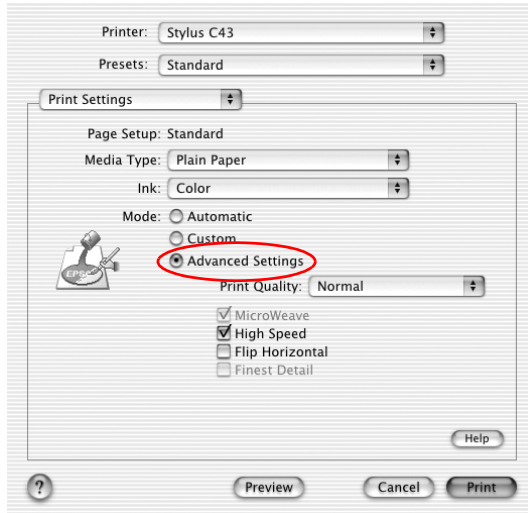 Printer: Stylus C43
Presets: Standard
Print Settings
Page Setup: Standard
Media Type: Plain Paper
Ink: Color
Mode: Automatic
Custom
Advanced Settings
Print Quality: Normal
MicroWeave
High Speed
Flip Horizontal
Finest Detail
EPSO
Help
? Preview Cancel Print